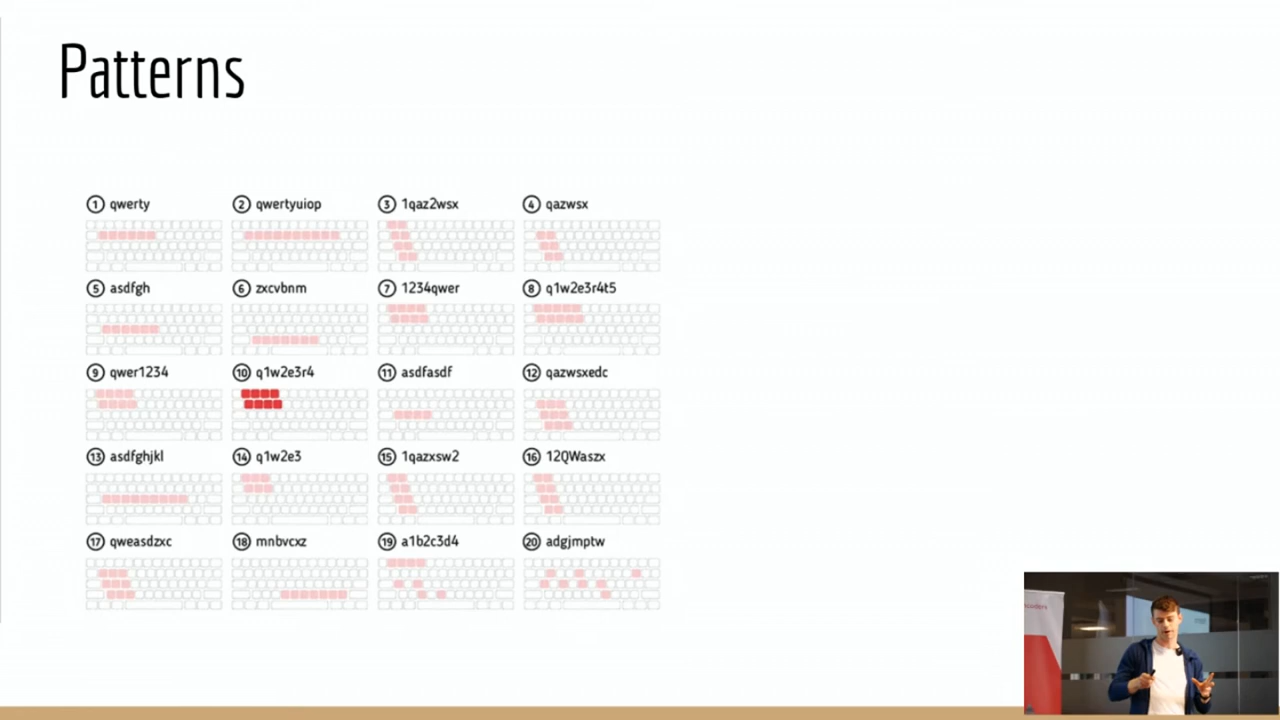 Patterns
1 qwerty
2 qwertyuiop
3 1qaz2wsx
4 qazwsx
5 asdfgh
6 zxcvbnm
7 1234qwer
8 q1w2e3r4t5
9 qwer1234
10 q1w2e3r4
11 asdfasdf
12 qazwsxedc
13 asdfghjkl
14 q1w2e3
15 1qazxsw2
16 12QWaszx
17 qweasdzxc
18 mnbvcxz
19 a1b2c3d4
20 adgjmptw